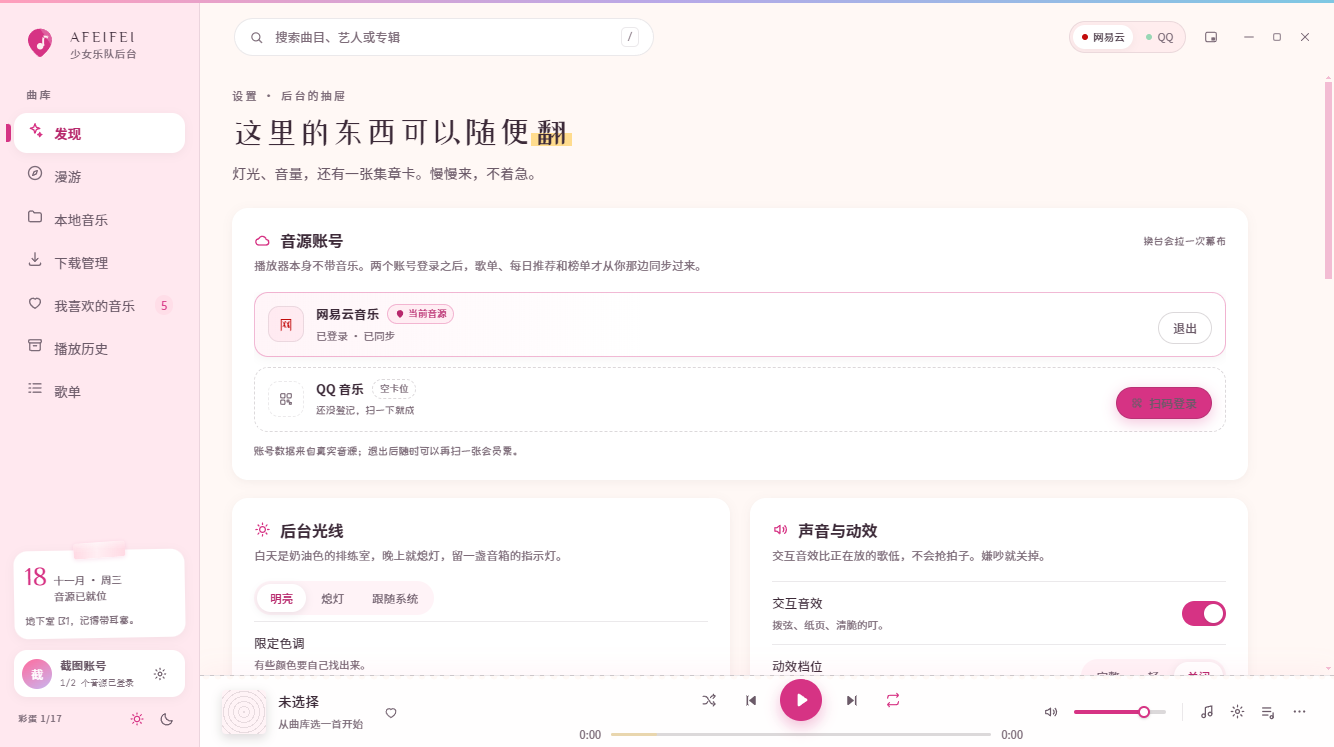 AFEIFEI
少女乐队后台
曲库
发现
漫游
本地音乐
下载管理
我喜欢的音乐 5
播放历史
歌单
18 十一月 · 周三
音源已就位
地下室 B1，记得带耳塞。
截 截图账号
1/2 个音源已登录
彩蛋 1/17
搜索曲目、艺人或专辑 /
网易云 QQ
设置 · 后台的抽屉
这里的东西可以随便翻
灯光、音量，还有一张集章卡。慢慢来，不着急。
音源账号
换台会拉一次幕布
播放器本身不带音乐。两个账号登录之后，歌单、每日推荐和榜单才从你那边同步过来。
网 网易云音乐 当前音源
已登录 · 已同步
退出
QQ 音乐 空卡位
还没登记，扫一下就成
扫码登录
账号数据来自真实音源；退出后随时可以再扫一张会员票。
后台光线
白天是奶油色的排练室，晚上就熄灯，留一盏音箱的指示灯。
明亮 熄灯 跟随系统
限定色调
有些颜色要自己找出来。
声音与动效
交互音效比正在放的歌低，不会抢拍子。嫌吵就关掉。
交互音效
拨弦、纸页、清脆的叮。
动效档位
完整 轻 关闭
未选择
从曲库选一首开始
0:00 0:00